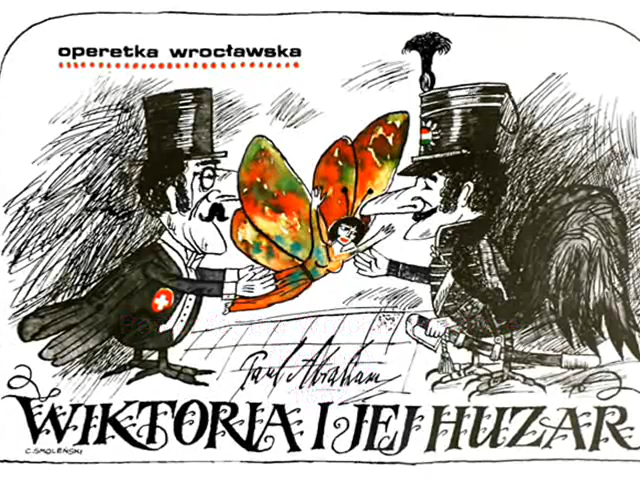 operetka wrocławska
Paul Abraham
WIKTORIA I JEJ HUZAR
C. SMOLEŃSKI